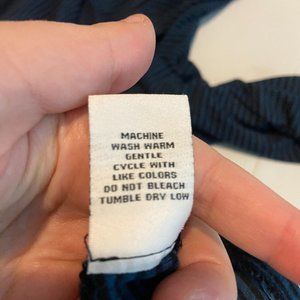 MACHINE
WASH WARM
GENTLE
CYCLE WITH
LIKE COLORS
DO NOT BLEACH
TUMBLE DRY LOW